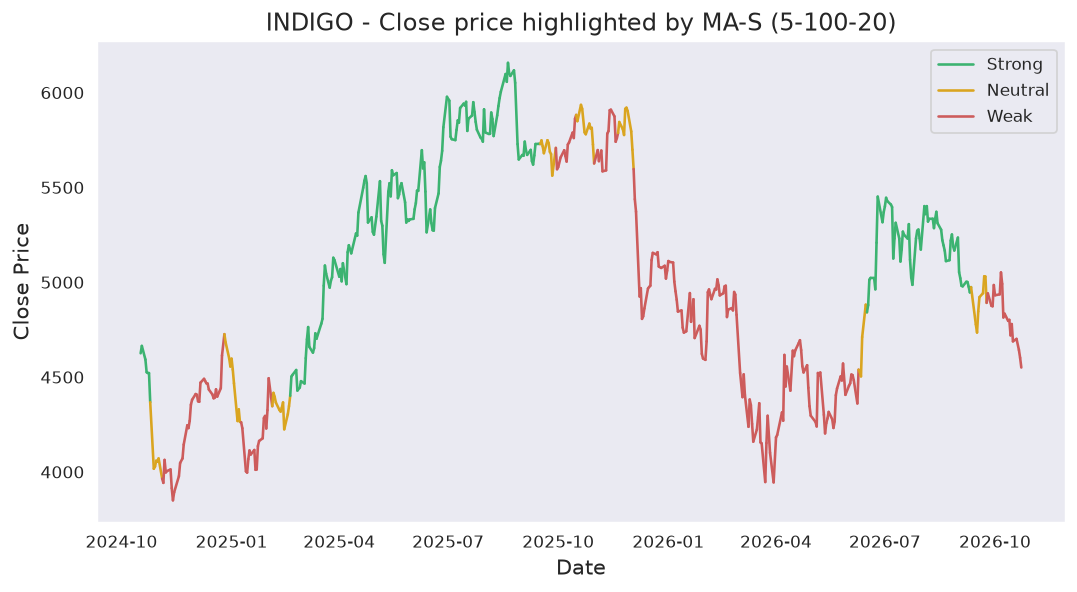 INDIGO - Close price highlighted by MA-S (5-100-20)
Strong
Neutral
Weak
Close Price
6000
5500
5000
4500
4000
2024-10 2025-01 2025-04 2025-07 2025-10 2026-01 2026-04 2026-07 2026-10
Date